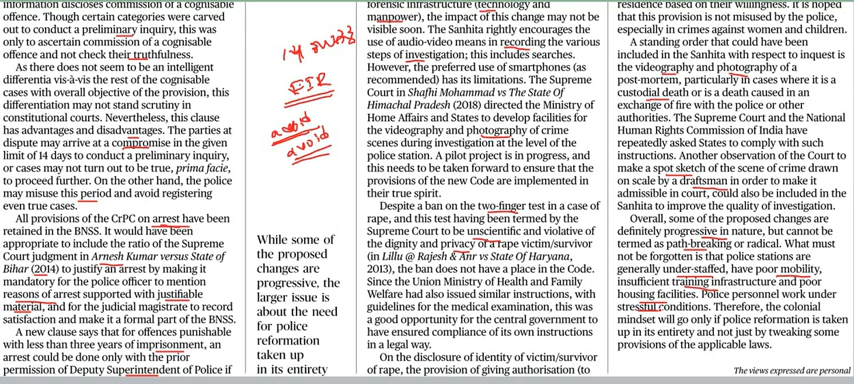 information discloses commission of a cognisable
offence. Though certain categories were carved
out to conduct a preliminary inquiry, this was
only to ascertain commission of a cognisable
offence and not check their truthfulness.
As there does not seem to be an intelligent
differentia vis-à-vis the rest of the cognisable
cases with overall objective of the provision, this
differentiation may not stand scrutiny in
constitutional courts. Nevertheless, this clause
has advantages and disadvantages. The parties at
dispute may arrive at a compromise in the given
limit of 14 days to conduct a preliminary inquiry,
or cases may not turn out to be true, prima facie,
to proceed further. On the other hand, the police
may misuse this period and avoid registering
even true cases.
All provisions of the CrPC on arrest have been
retained in the BNSS. It would have been
appropriate to include the ratio of the Supreme
Court judgment in Arnesh Kumar versus State of
Bihar (2014) to justify an arrest by making it
mandatory for the police officer to mention
reasons of arrest supported with justifiable
material, and for the judicial magistrate to record
satisfaction and make it a formal part of the BNSS.
A new clause says that for offences punishable
with less than three years of imprisonment, an
arrest could be done only with the prior
permission of Deputy Superintendent of Police if
14
FIR
avoid
avoid
While some of
the proposed
changes are
progressive, the
larger issue is
about the need
for police
reformation
taken up
in its entirety
forensic infrastructure (technology and
manpower), the impact of this change may not be
visible soon. The Sanhita rightly encourages the
use of audio-video means in recording the various
steps of investigation; this includes searches.
However, the preferred use of smartphones (as
recommended) has its limitations. The Supreme
Court in Shafhi Mohammad vs The State Of
Himachal Pradesh (2018) directed the Ministry of
Home Affairs and States to develop facilities for
the videography and photography of crime
scenes during investigation at the level of the
police station. A pilot project is in progress, and
this needs to be taken forward to ensure that the
provisions of the new Code are implemented in
their true spirit.
Despite a ban on the two-finger test in a case of
rape, and this test having been termed by the
Supreme Court to be unscientific and violative of
the dignity and privacy of a rape victim/survivor
(in Lillu @ Rajesh & Anr vs State Of Haryana,
2013), the ban does not have a place in the Code.
Since the Union Ministry of Health and Family
Welfare had also issued similar instructions, with
guidelines for the medical examination, this was
a good opportunity for the central government to
have ensured compliance of its own instructions
in a legal way.
On the disclosure of identity of victim/survivor
of rape, the provision of giving authorisation (to
residence based on their willingness. It is hoped
that this provision is not misused by the police,
especially in crimes against women and children.
A standing order that could have been
included in the Sanhita with respect to inquest is
the videography and photography of a
post-mortem, particularly in cases where it is a
custodial death or is a death caused in an
exchange of fire with the police or other
authorities. The Supreme Court and the National
Human Rights Commission of India have
repeatedly asked States to comply with such
instructions. Another observation of the Court to
make a spot sketch of the scene of crime drawn
on scale by a draftsman in order to make it
admissible in court, could also be included in the
Sanhita to improve the quality of investigation.
Overall, some of the proposed changes are
definitely progressive in nature, but cannot be
termed as path-breaking or radical. What must
not be forgotten is that police stations are
generally under-staffed, have poor mobility,
insufficient training infrastructure and poor
housing facilities. Police personnel work under
stressful conditions. Therefore, the colonial
mindset will go only if police reformation is taken
up in its entirety and not just by tweaking some
provisions of the applicable laws.
The views expressed are personal